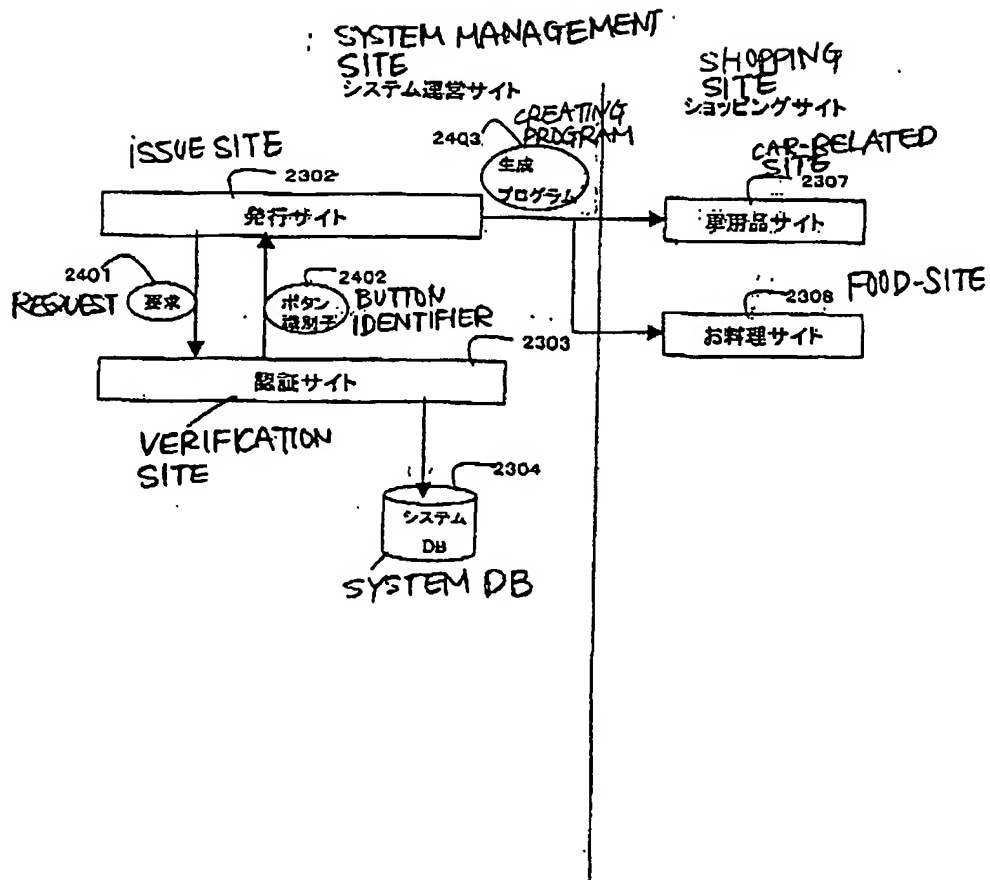 : SYSTEM MANAGEMENT
SITE
システム運営サイト
SHOPPING
SITE
ショッピングサイト
CREATING
PROGRAM
2403
生成
プログラム
ISSUE SITE
2302
発行サイト
CAR-RELATED
SITE
2307
車用品サイト
2401
REQUEST
要求
2402
ボタン
識別子
BUTTON
IDENTIFIER
2308
FOOD-SITE
お料理サイト
2303
認証サイト
VERIFICATION
SITE
2304
システム
DB
SYSTEM DB